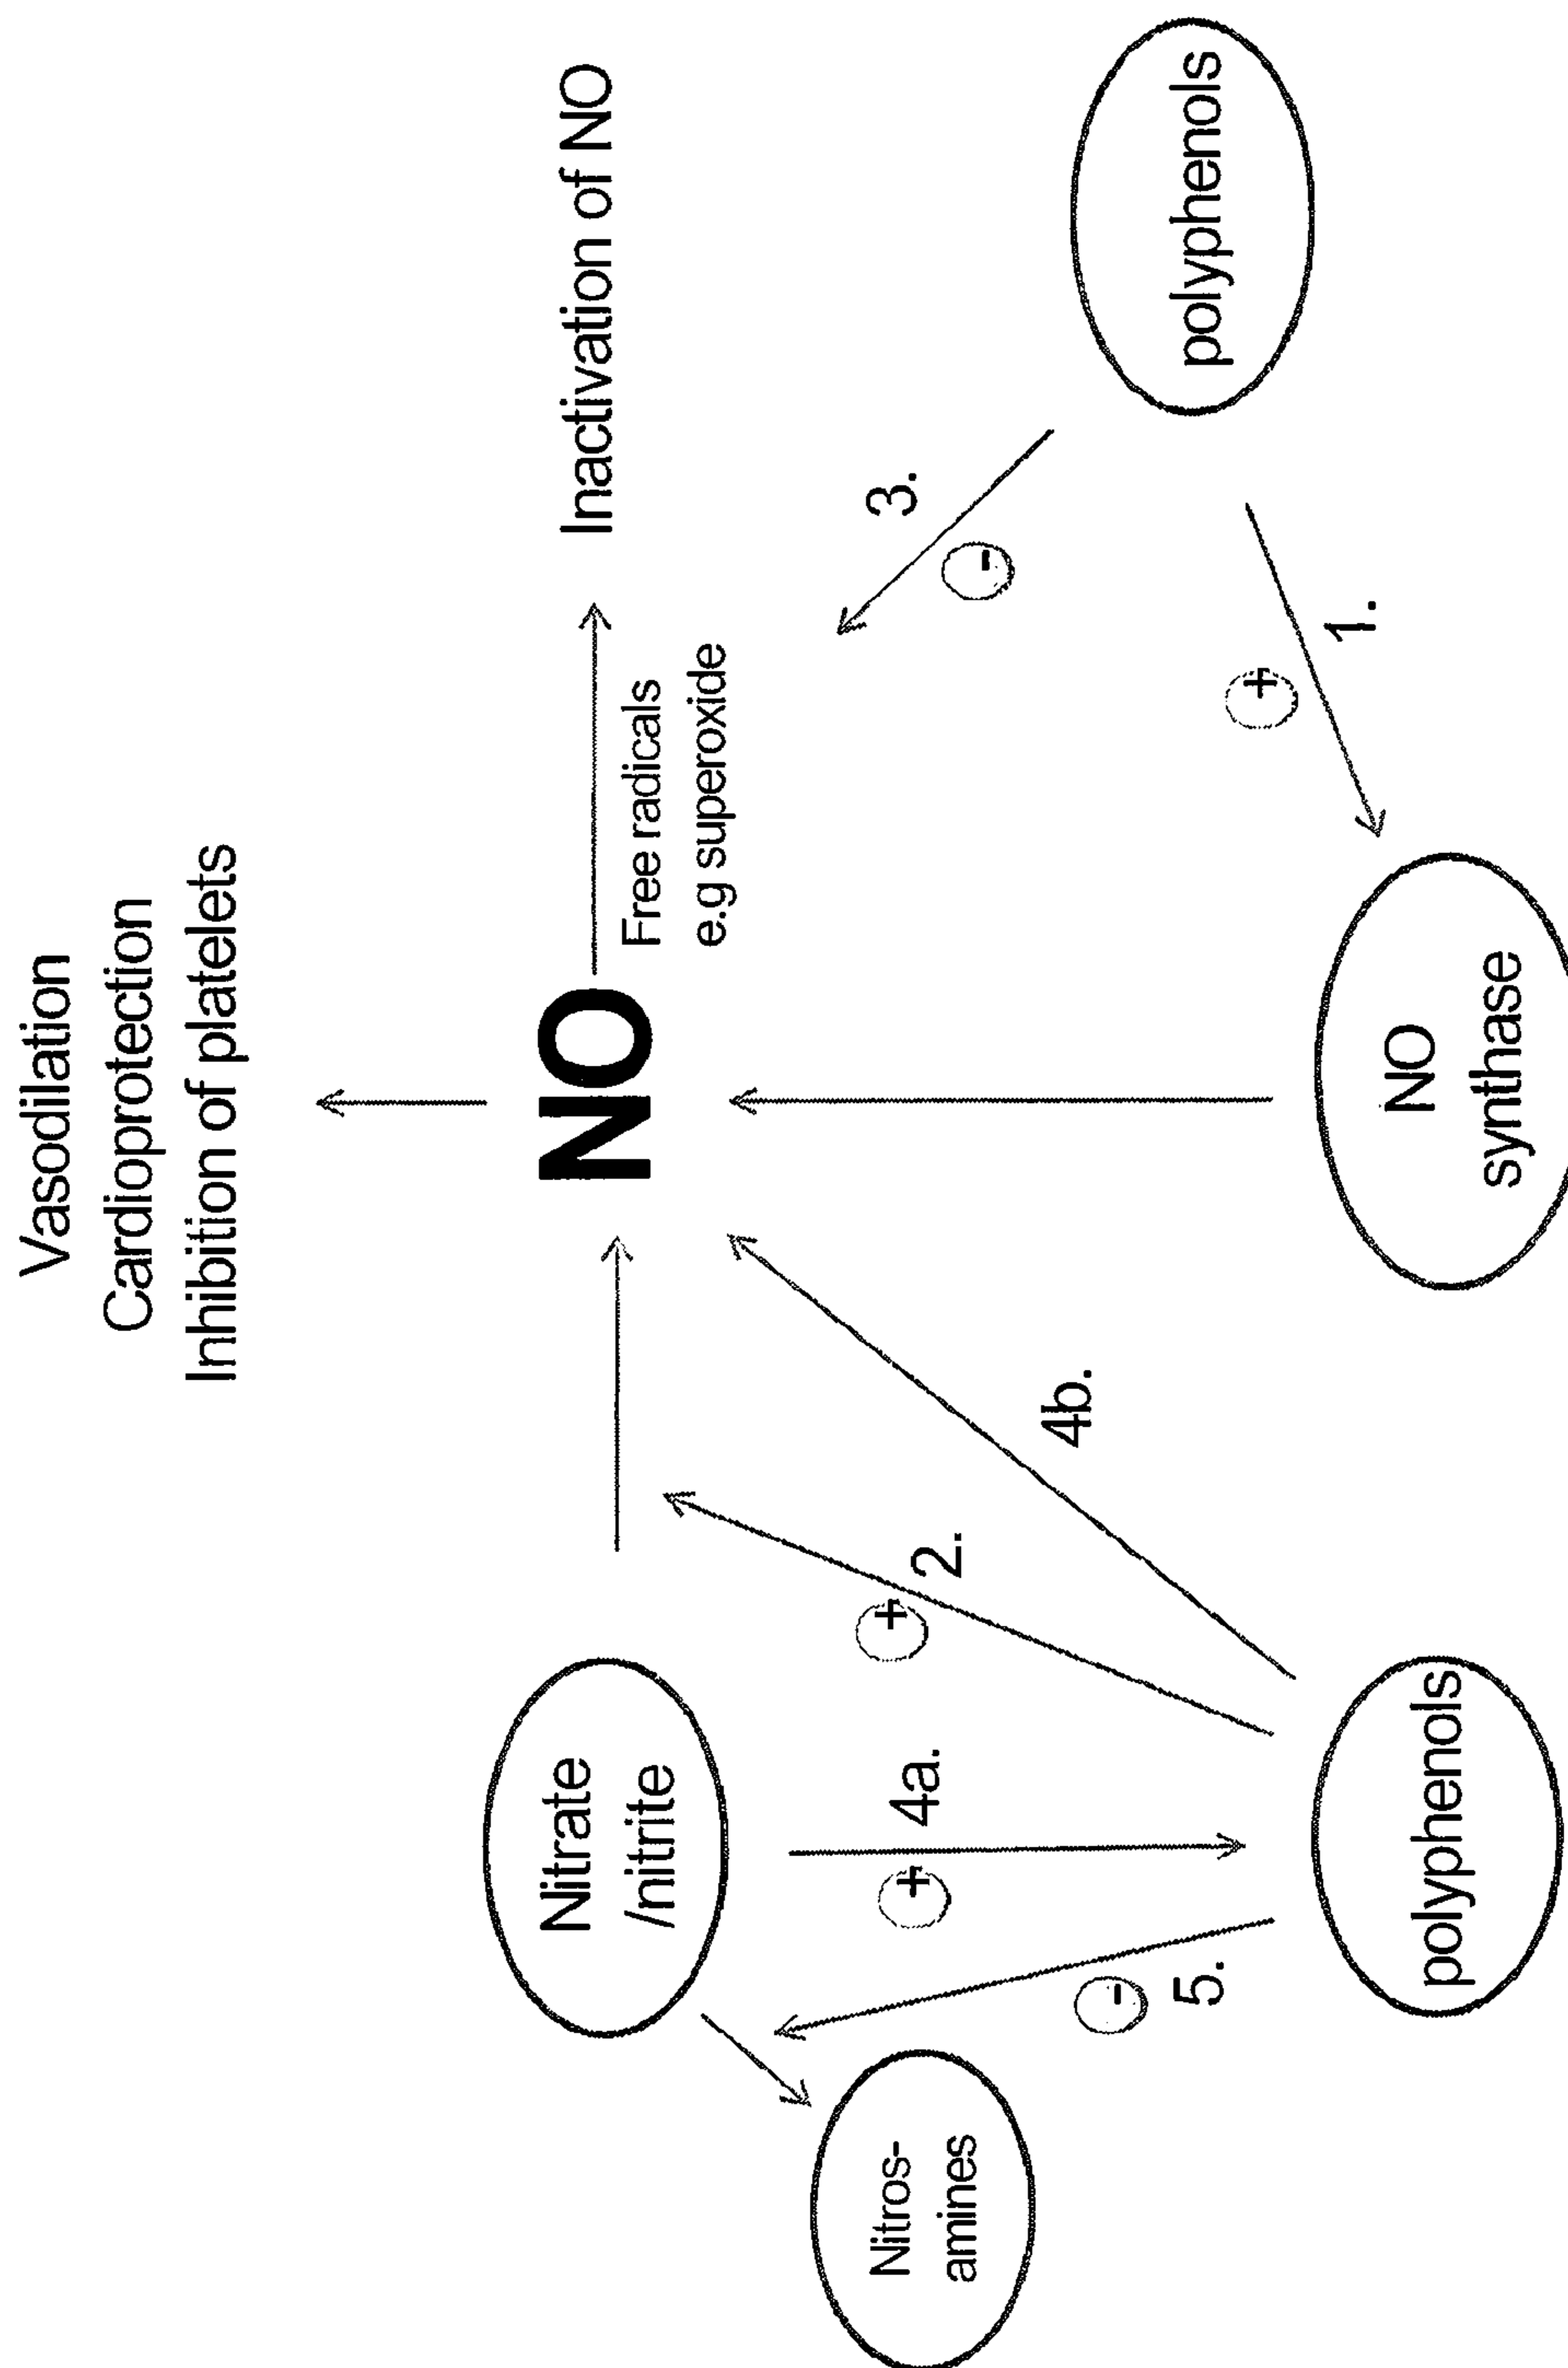 Vasodilation
Cardioprotection
Inhibition of platelets
Nitrate
/nitrite
NO
Inactivation of NO
Free radicals
e.g superoxide
Nitros-
amines
+
4a.
+
2.
-
3.
-
5.
4b.
+
1.
polyphenols
polyphenols
NO
synthase